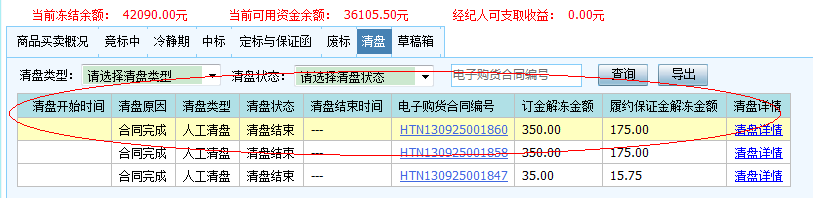 当前冻结余额： 42090.00元 当前可用资金余额： 36105.50元 经纪人可支取收益： 0.00元
商品买卖概况 竞标中 冷静期 中标 定标与保证函 废标 清盘 草稿箱
清盘类型： 请选择清盘类型 清盘状态： 请选择清盘状态 电子购货合同编号 查询 导出
清盘开始时间 清盘原因 清盘类型 清盘状态 清盘结束时间 电子购货合同编号 订金解冻金额 履约保证金解冻金额 清盘详情
合同完成 人工清盘 清盘结束 --- HTN130925001860 350.00 175.00 清盘详情
合同完成 人工清盘 清盘结束 --- HTN130925001858 350.00 175.00 清盘详情
合同完成 人工清盘 清盘结束 --- HTN130925001847 35.00 15.75 清盘详情